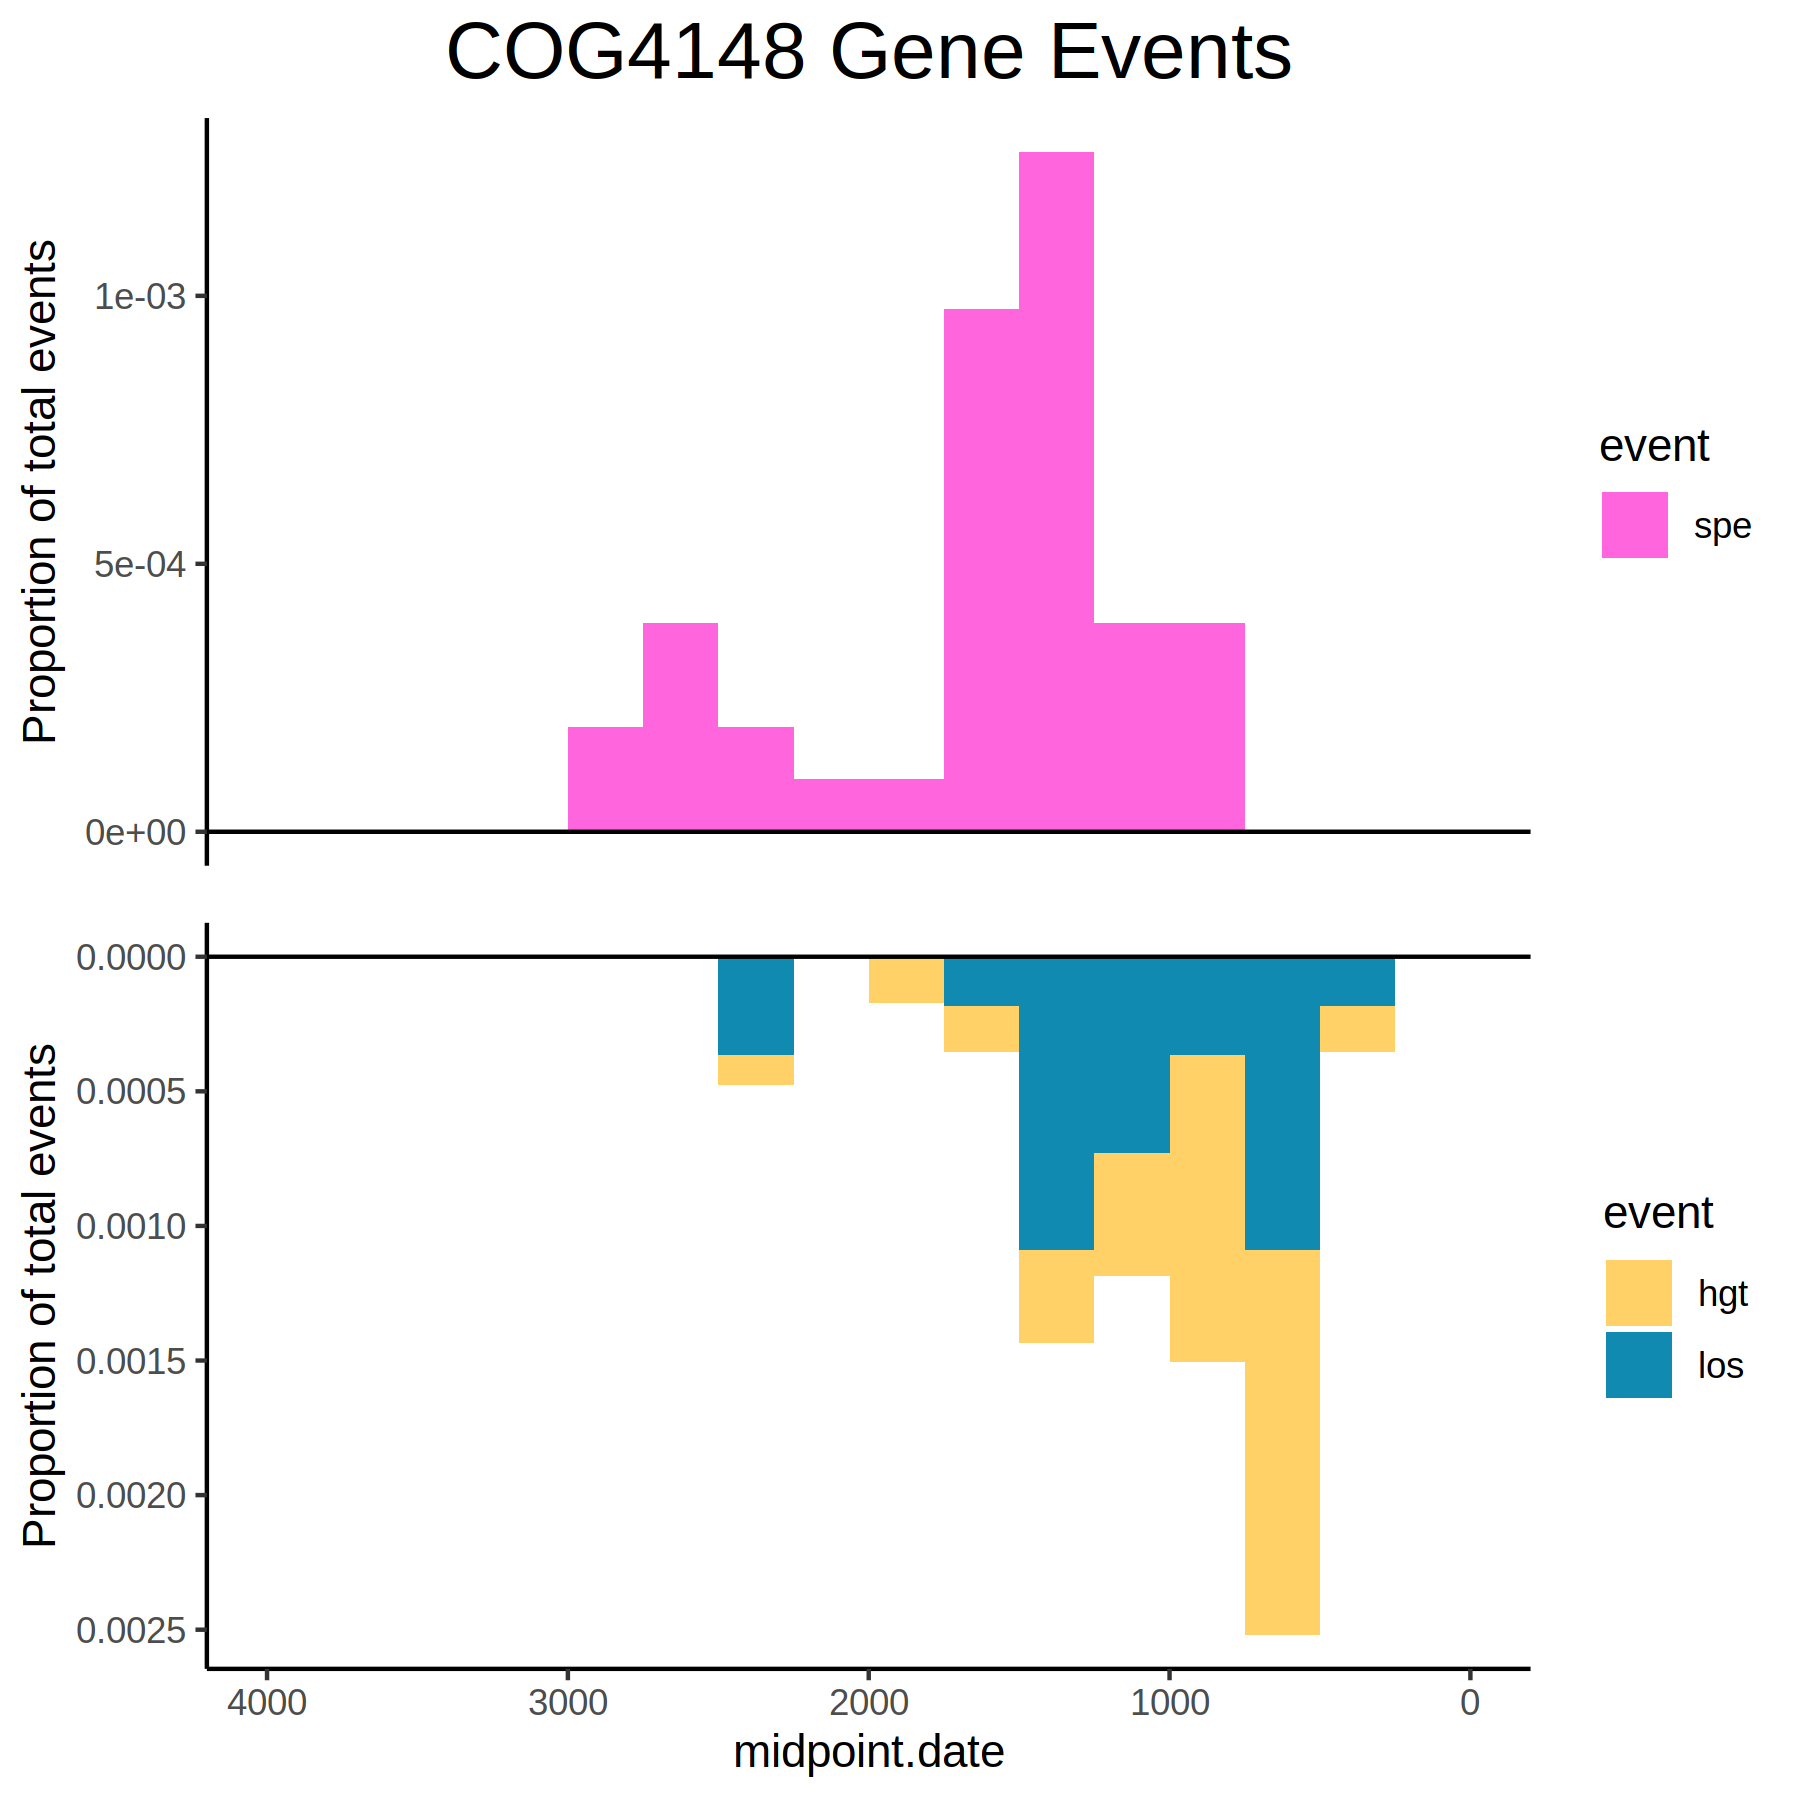 COG4148 Gene Events
Proportion of total events
1e-03
5e-04
0e+00
event
spe
Proportion of total events
0.0000
0.0005
0.0010
0.0015
0.0020
0.0025
event
hgt
los
4000 3000 2000 1000 0
midpoint.date